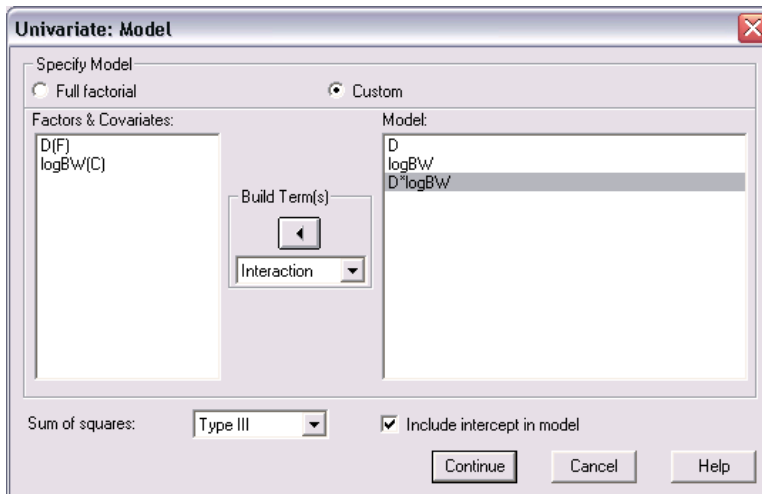 Univariate: Model
Specify Model
Full factorial
Custom
Factors & Covariates:
D(F)
logBW(C)
Build Term(s)
Interaction
Model:
D
logBW
D*logBW
Sum of squares:
Type III
Include intercept in model
Continue
Cancel
Help